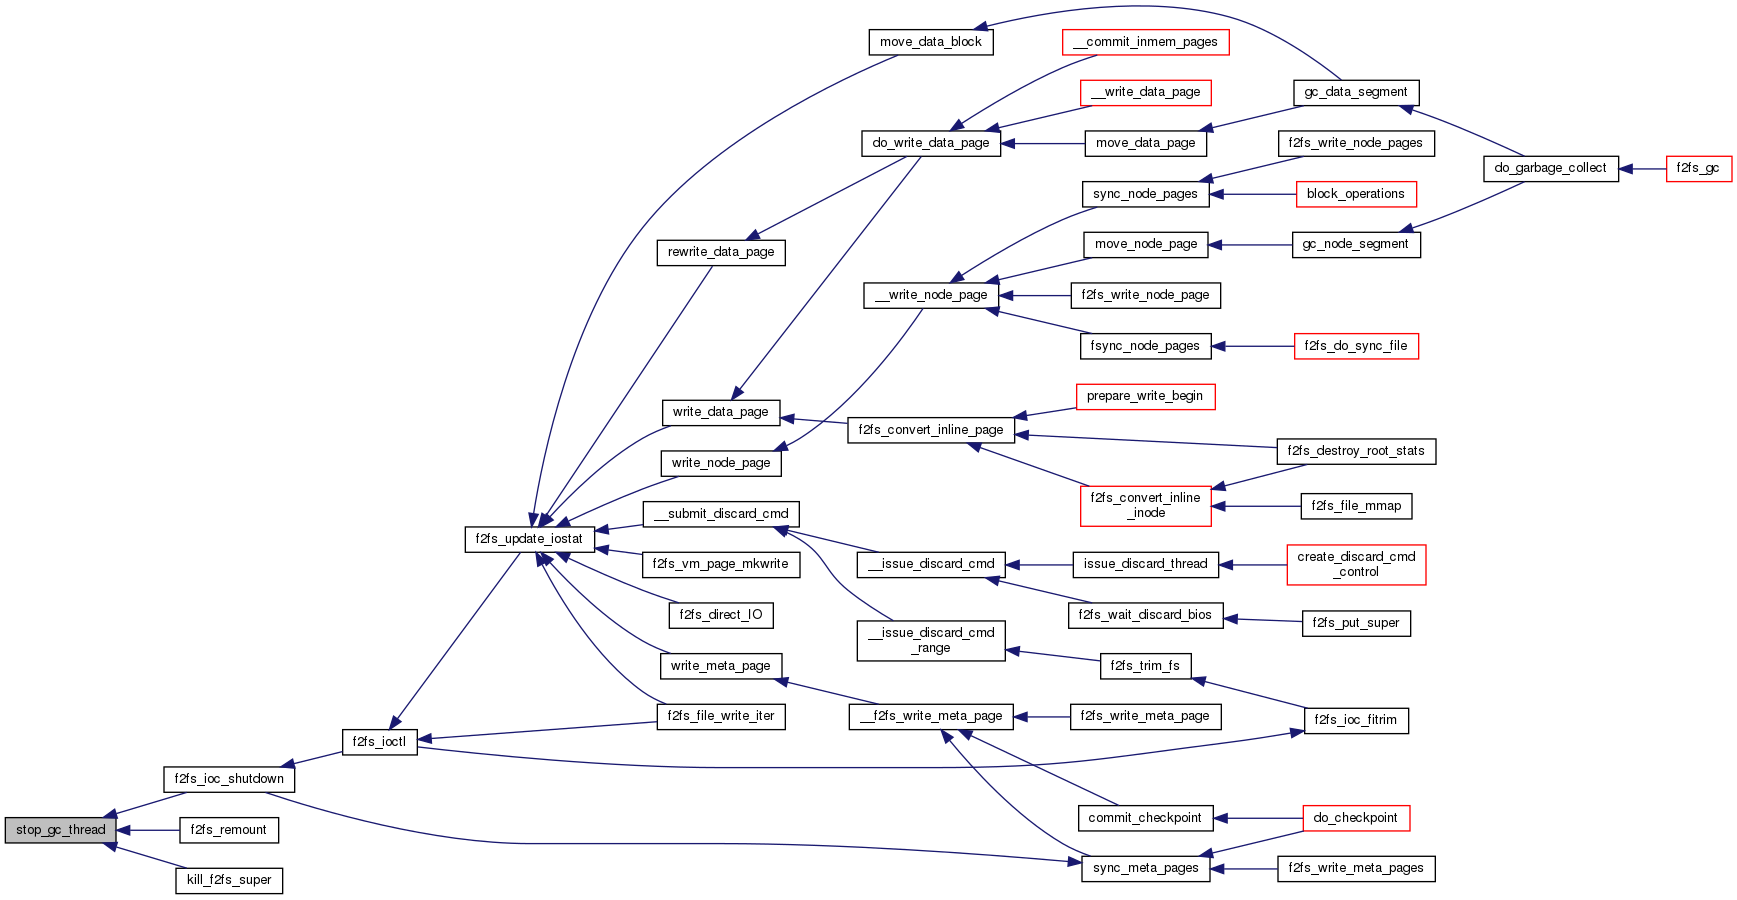 move_data_block
__commit_inmem_pages
__write_data_page
gc_data_segment
do_write_data_page
move_data_page
f2fs_write_node_pages
do_garbage_collect
f2fs_gc
sync_node_pages
block_operations
rewrite_data_page
move_node_page
gc_node_segment
__write_node_page
f2fs_write_node_page
fsync_node_pages
f2fs_do_sync_file
write_data_page
prepare_write_begin
f2fs_convert_inline_page
f2fs_destroy_root_stats
write_node_page
f2fs_convert_inline
_inode
f2fs_file_mmap
__submit_discard_cmd
f2fs_update_iostat
f2fs_vm_page_mkwrite
__issue_discard_cmd
issue_discard_thread
create_discard_cmd
_control
f2fs_direct_IO
f2fs_wait_discard_bios
f2fs_put_super
__issue_discard_cmd
_range
write_meta_page
f2fs_trim_fs
f2fs_file_write_iter
__f2fs_write_meta_page
f2fs_write_meta_page
f2fs_ioc_fitrim
f2fs_ioctl
f2fs_ioc_shutdown
stop_gc_thread
f2fs_remount
commit_checkpoint
do_checkpoint
kill_f2fs_super
sync_meta_pages
f2fs_write_meta_pages